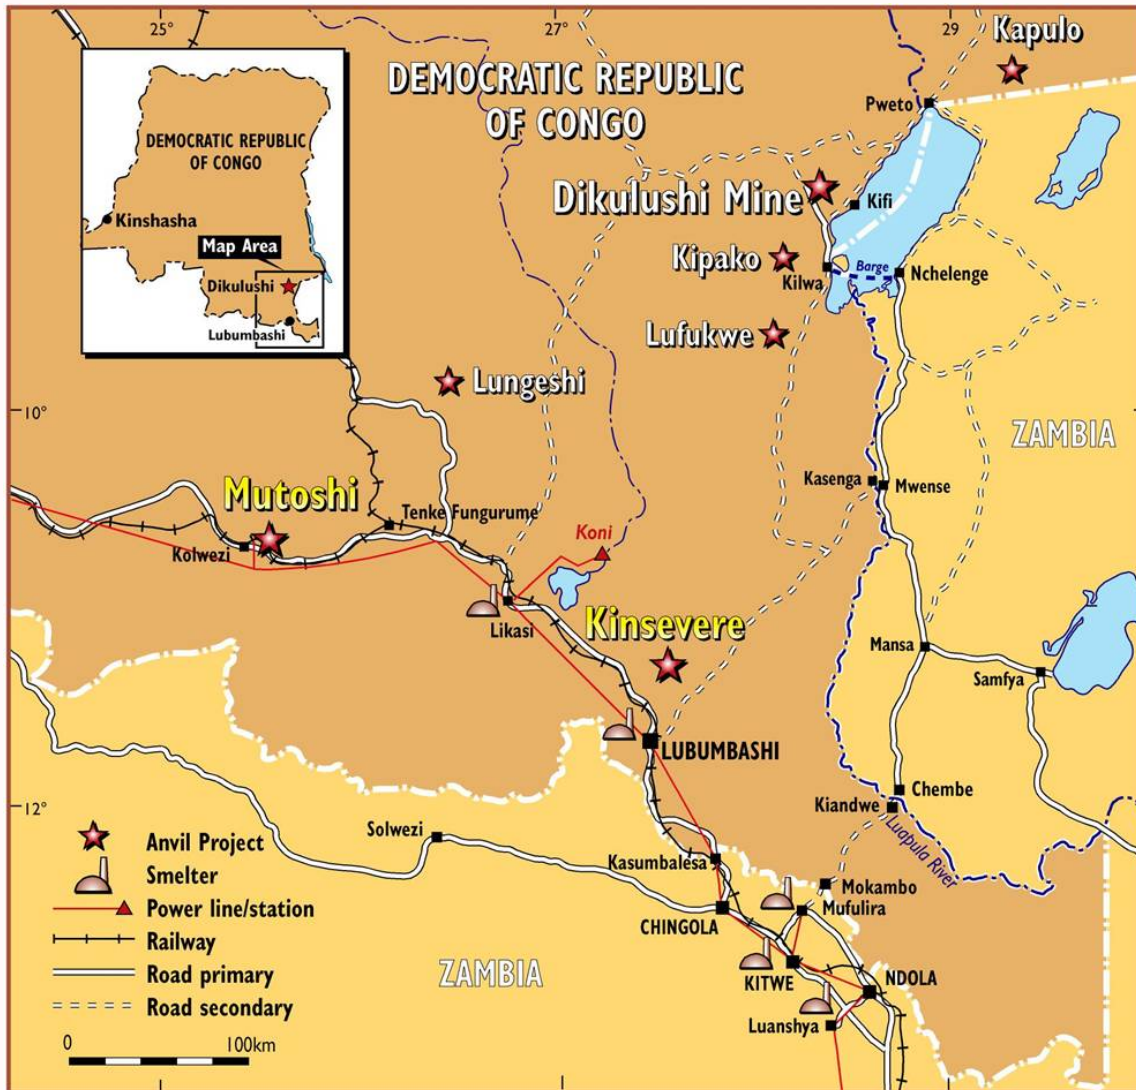 25°
27°
29
Kapulo
DEMOCRATIC REPUBLIC
OF CONGO
Pweto
DEMOCRATIC REPUBLIC
OF CONGO
Kinshasha
Map Area
Dikulushi
Lubumbashi
Dikulushi Mine
Kifi
Kipako
Kilwa
Barge
Nchelenge
Lufukwe
Lungeshi
10°
ZAMBIA
Kasenga
Mwense
Mutoshi
Tenke Fungurume
Kolwezi
Koni
Likasi
Kinsevere
Mansa
Samfya
LUBUMBASHI
12°
Chembe
Kiandwe
Luapula River
Solwezi
Kasumbalesa
Mokambo
Mufulira
CHINGOLA
ZAMBIA
KITWE
NDOLA
Luanshya
Anvil Project
Smelter
Power line/station
Railway
Road primary
Road secondary
0 100km